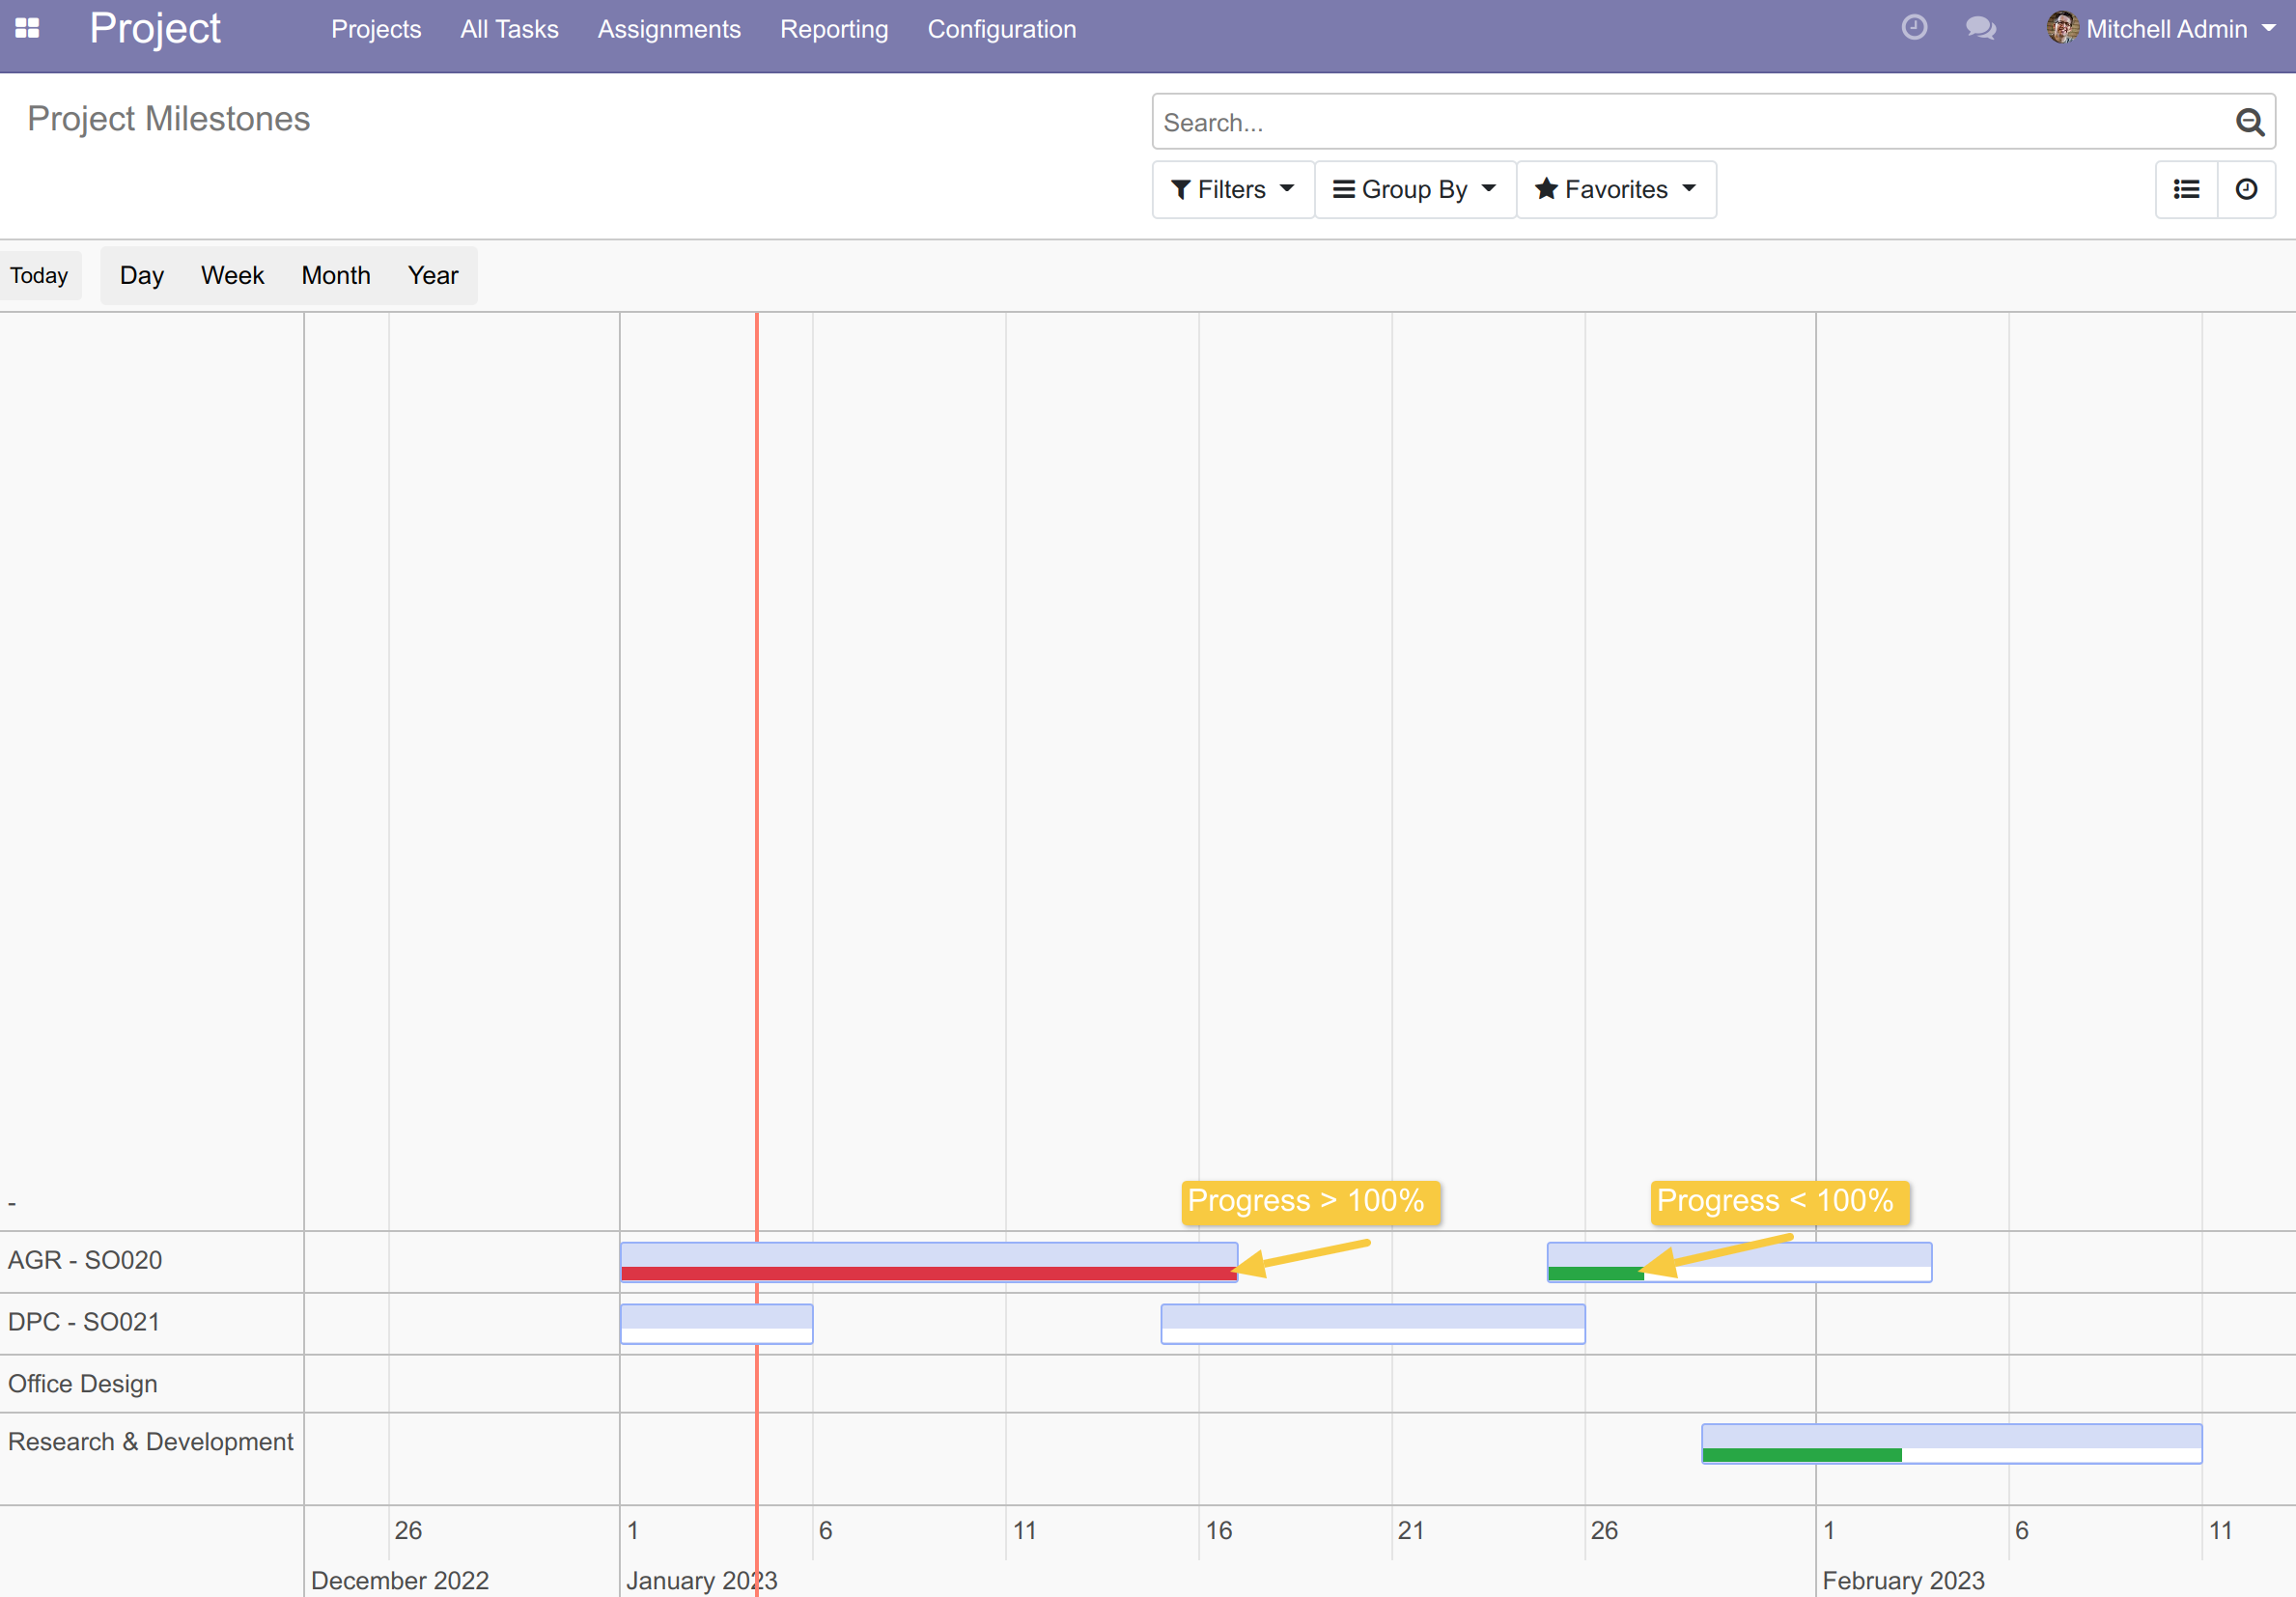 Project Projects All Tasks Assignments Reporting Configuration Mitchell Admin
Project Milestones
Search...
Filters Group By Favorites
Today Day Week Month Year
Progress > 100% Progress < 100%
-
AGR - SO020
DPC - SO021
Office Design
Research & Development
26 1 6 11 16 21 26 1 6 11
December 2022 January 2023 February 2023